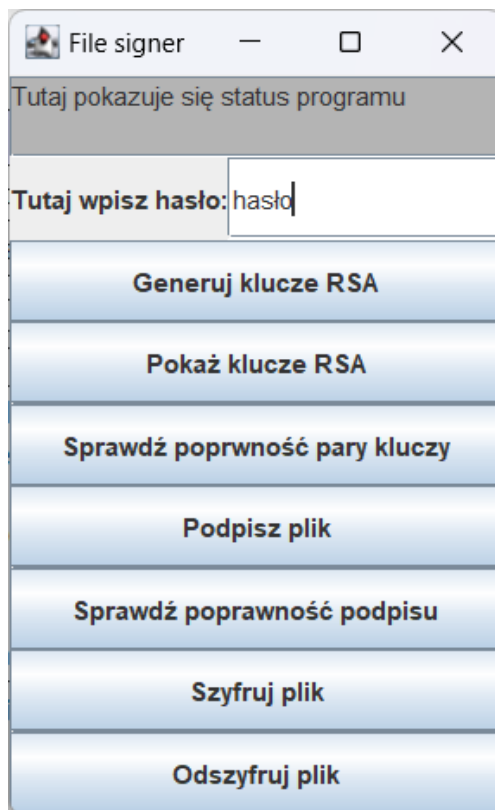 File signer
Tutaj pokazuje się status programu
Tutaj wpisz hasło: hasło
Generuj klucze RSA
Pokaż klucze RSA
Sprawdź poprwność pary kluczy
Podpisz plik
Sprawdź poprawność podpisu
Szyfruj plik
Odszyfruj plik